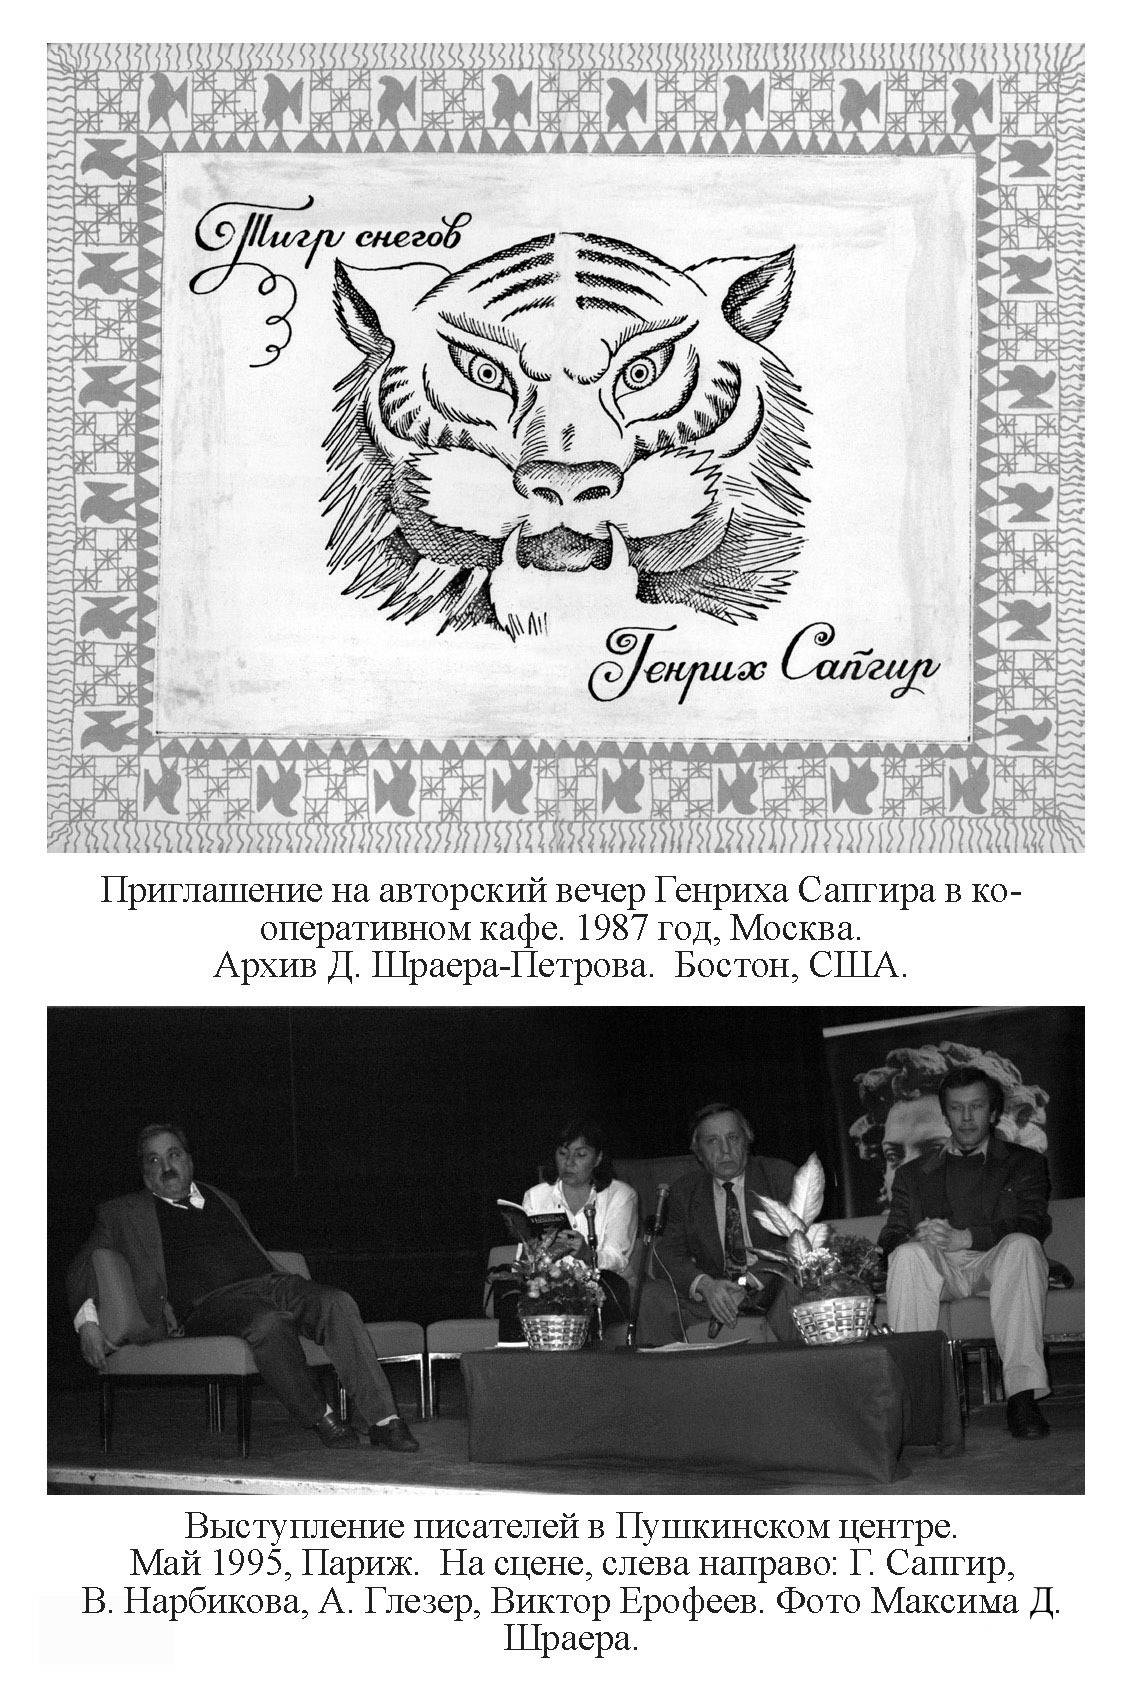 Тигр снегов
Генрих Сапгир
Приглашение на авторский вечер Генриха Сапгира в ко-
оперативном кафе. 1987 год, Москва.
Архив Д. Шраера-Петрова. Бостон, США.
Выступление писателей в Пушкинском центре.
Май 1995, Париж. На сцене, слева направо: Г. Сапгир,
В. Нарбикова, А. Глезер, Виктор Ерофеев. Фото Максима Д.
Шраера.